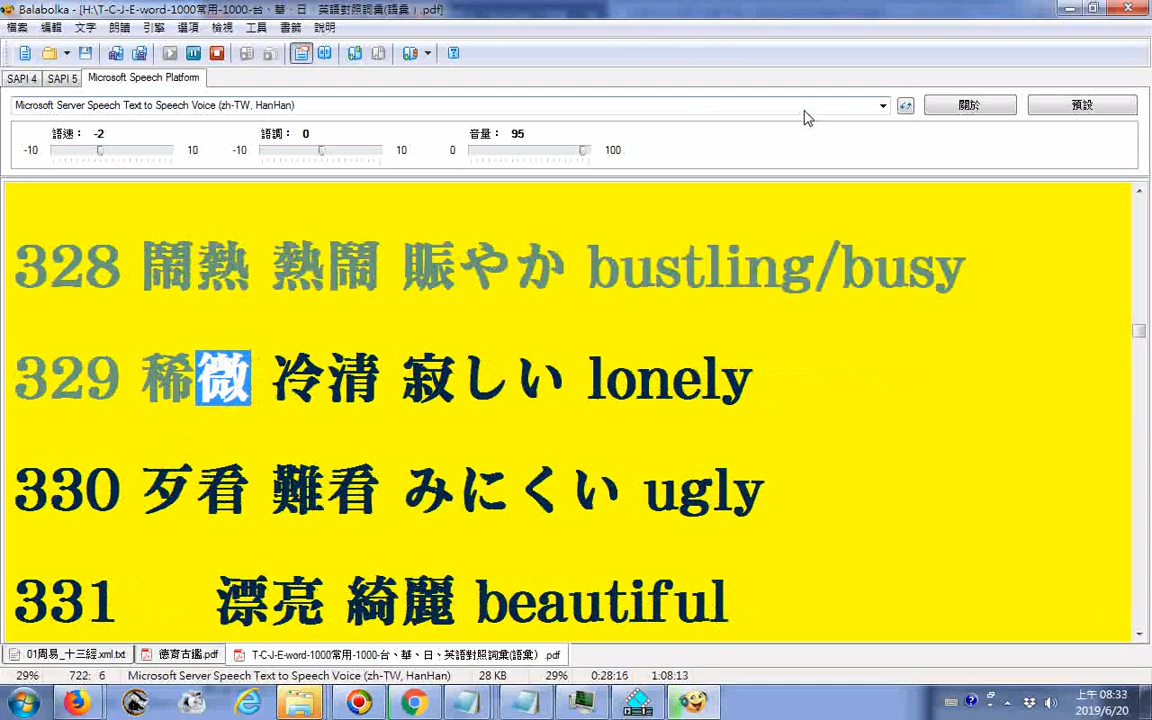 Balabolka - [H:\T-C-J-E-word-1000常用-1000-台、華、日、英語對照詞彙(語彙).pdf]
檔案 編輯 文字 朗讀 引擎 選項 檢視 工具 書籤 說明
SAPI 4 SAPI 5 Microsoft Speech Platform
Microsoft Server Speech Text to Speech Voice (zh-TW, HanHan) 關於 預設
語速： -2 語調： 0 音量： 95
-10 10 -10 10 0 100
328 鬧熱 熱鬧 賑やか bustling/busy
329 稀微 冷清 寂しい lonely
330 歹看 難看 みにくい ugly
331 漂亮 綺麗 beautiful
01周易_十三經.xml.txt 德育古鑑.pdf T-C-J-E-word-1000常用-1000-台、華、日、英語對照詞彙(語彙）.pdf
29% 722: 6 Microsoft Server Speech Text to Speech Voice (zh-TW, HanHan) 28 KB 29% 0:28:16 1:08:13
上午 08:33
2019/6/20